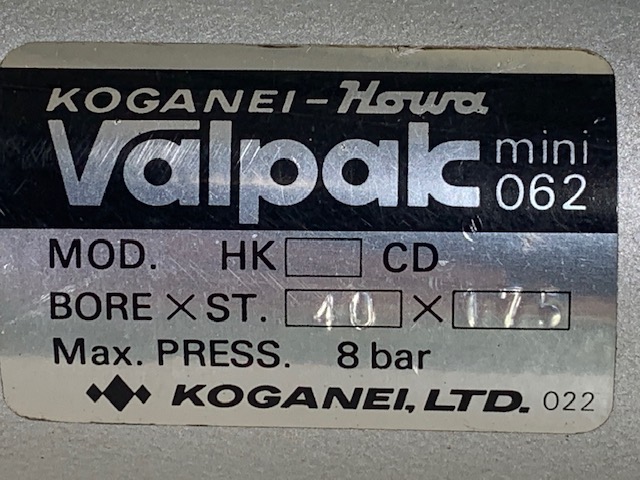 KOGANEI-Howa
Valpak mini 062
MOD. HK CD
BORE × ST. 40 × 175
Max. PRESS. 8 bar
KOGANEI, LTD. 022